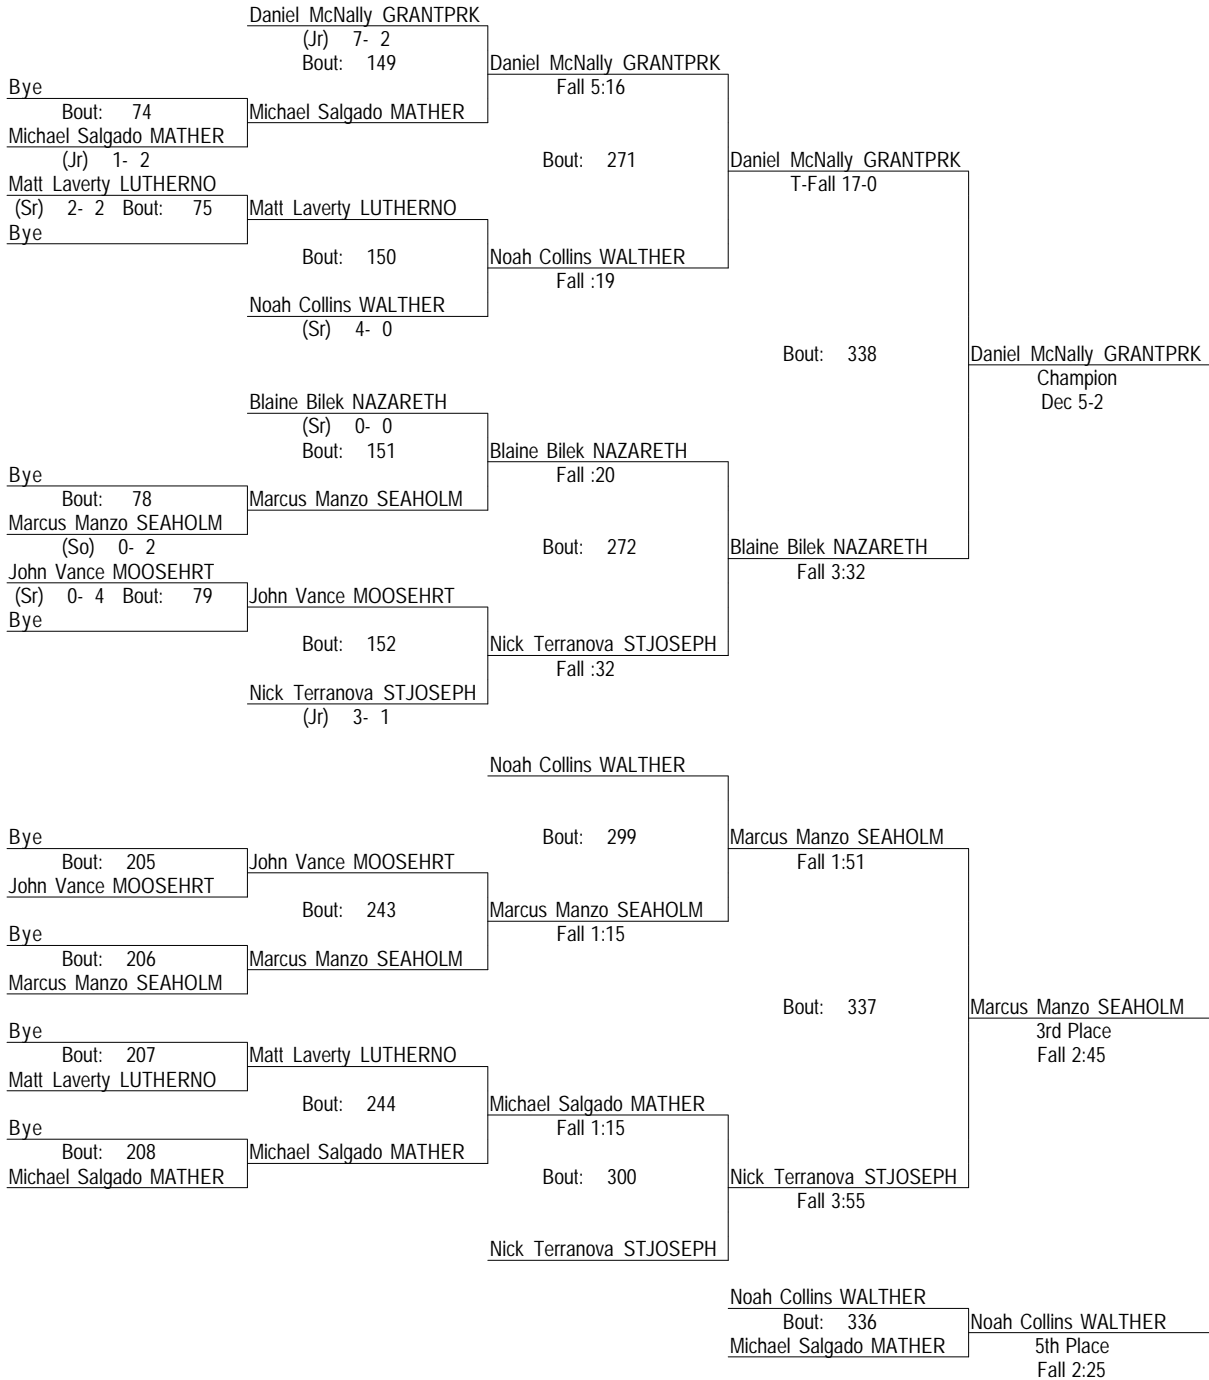 Daniel McNally GRANTPRK
(Jr) 7- 2
Bout: 149
Daniel McNally GRANTPRK
Fall 5:16
Bye
Bout: 74
Michael Salgado MATHER
Michael Salgado MATHER
(Jr) 1- 2
Bout: 271
Daniel McNally GRANTPRK
T-Fall 17-0
Matt Laverty LUTHERNO
(Sr) 2- 2 Bout: 75
Matt Laverty LUTHERNO
Bye
Bout: 150
Noah Collins WALTHER
Fall :19
Noah Collins WALTHER
(Sr) 4- 0
Bout: 338
Daniel McNally GRANTPRK
Champion
Dec 5-2
Blaine Bilek NAZARETH
(Sr) 0- 0
Bout: 151
Blaine Bilek NAZARETH
Fall :20
Bye
Bout: 78
Marcus Manzo SEAHOLM
Marcus Manzo SEAHOLM
(So) 0- 2
Bout: 272
Blaine Bilek NAZARETH
Fall 3:32
John Vance MOOSEHRT
(Sr) 0- 4 Bout: 79
John Vance MOOSEHRT
Bye
Bout: 152
Nick Terranova STJOSEPH
Fall :32
Nick Terranova STJOSEPH
(Jr) 3- 1
Noah Collins WALTHER
Bout: 299
Marcus Manzo SEAHOLM
Fall 1:51
Bye
Bout: 205
John Vance MOOSEHRT
John Vance MOOSEHRT
Bout: 243
Marcus Manzo SEAHOLM
Fall 1:15
Bye
Bout: 206
Marcus Manzo SEAHOLM
Marcus Manzo SEAHOLM
Bout: 337
Marcus Manzo SEAHOLM
3rd Place
Fall 2:45
Bye
Bout: 207
Matt Laverty LUTHERNO
Matt Laverty LUTHERNO
Bout: 244
Michael Salgado MATHER
Fall 1:15
Bye
Bout: 208
Michael Salgado MATHER
Michael Salgado MATHER
Bout: 300
Nick Terranova STJOSEPH
Fall 3:55
Nick Terranova STJOSEPH
Noah Collins WALTHER
Bout: 336
Noah Collins WALTHER
Michael Salgado MATHER
5th Place
Fall 2:25